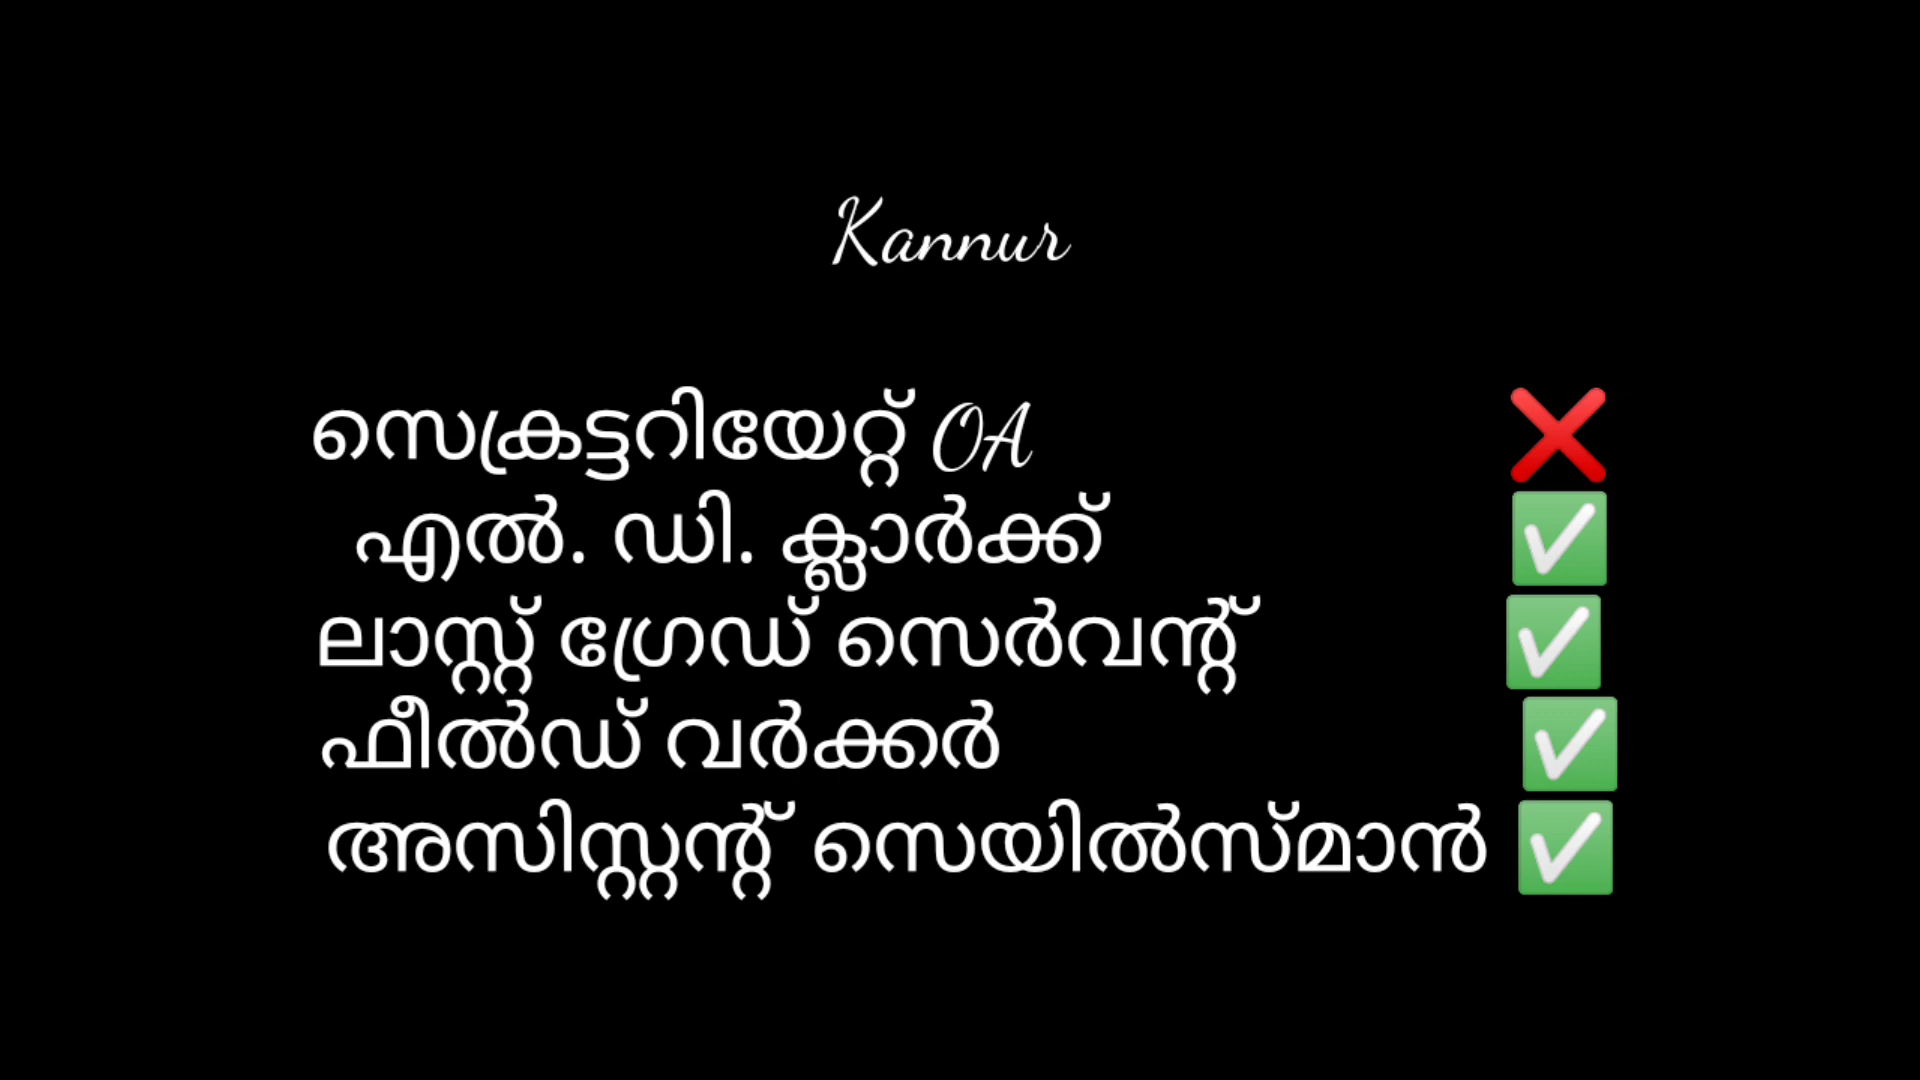 Kannur
സെക്രട്ടറിയേറ്റ് OA ❌
എൽ. ഡി. ക്ലാർക്ക് ✅
ലാസ്റ്റ് ഗ്രേഡ് സെർവന്റ് ✅
ഫീൽഡ് വർക്കർ ✅
അസിസ്റ്റന്റ് സെയിൽസ്മാൻ ✅